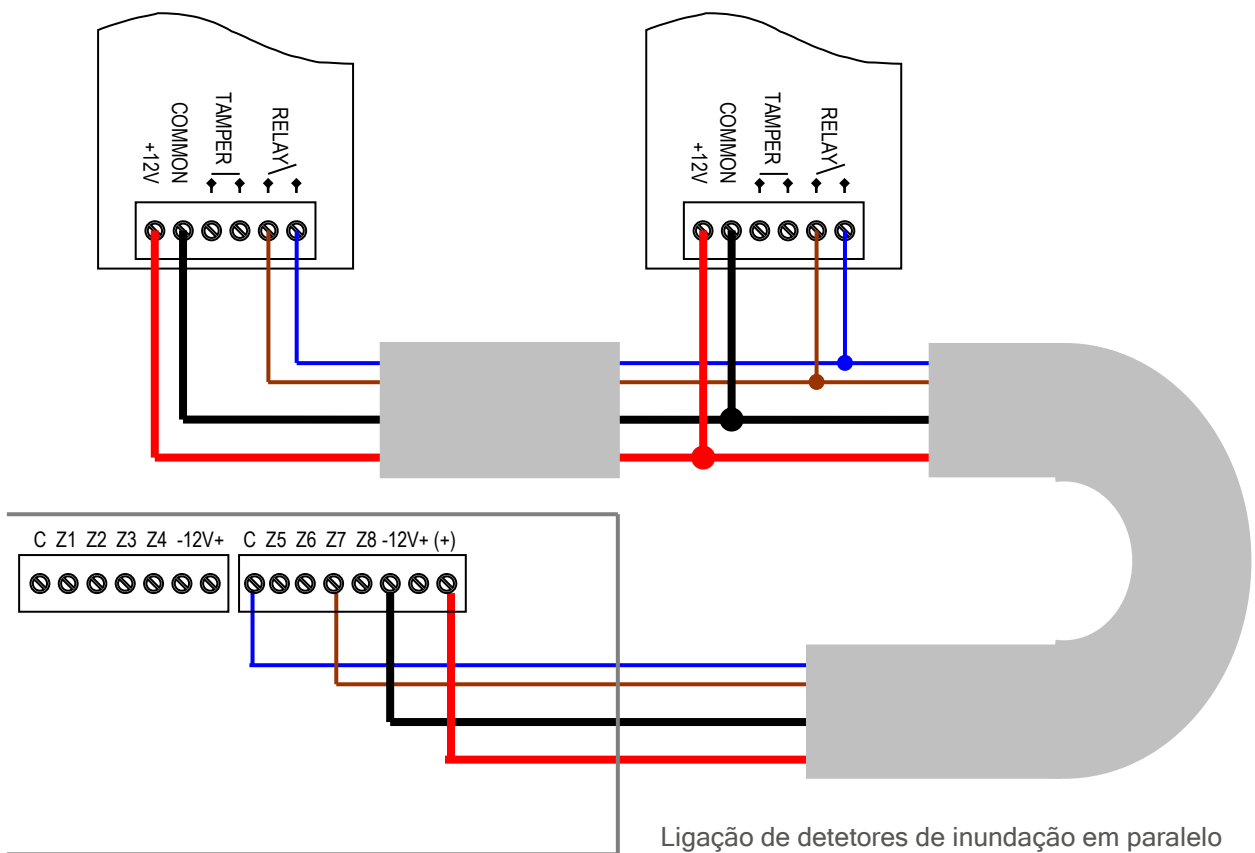 +12V
COMMON
TAMPER
RELAY
+12V
COMMON
TAMPER
RELAY
C Z1 Z2 Z3 Z4 -12V+
C Z5 Z6 Z7 Z8 -12V+ (+)
Ligação de detetores de inundação em paralelo